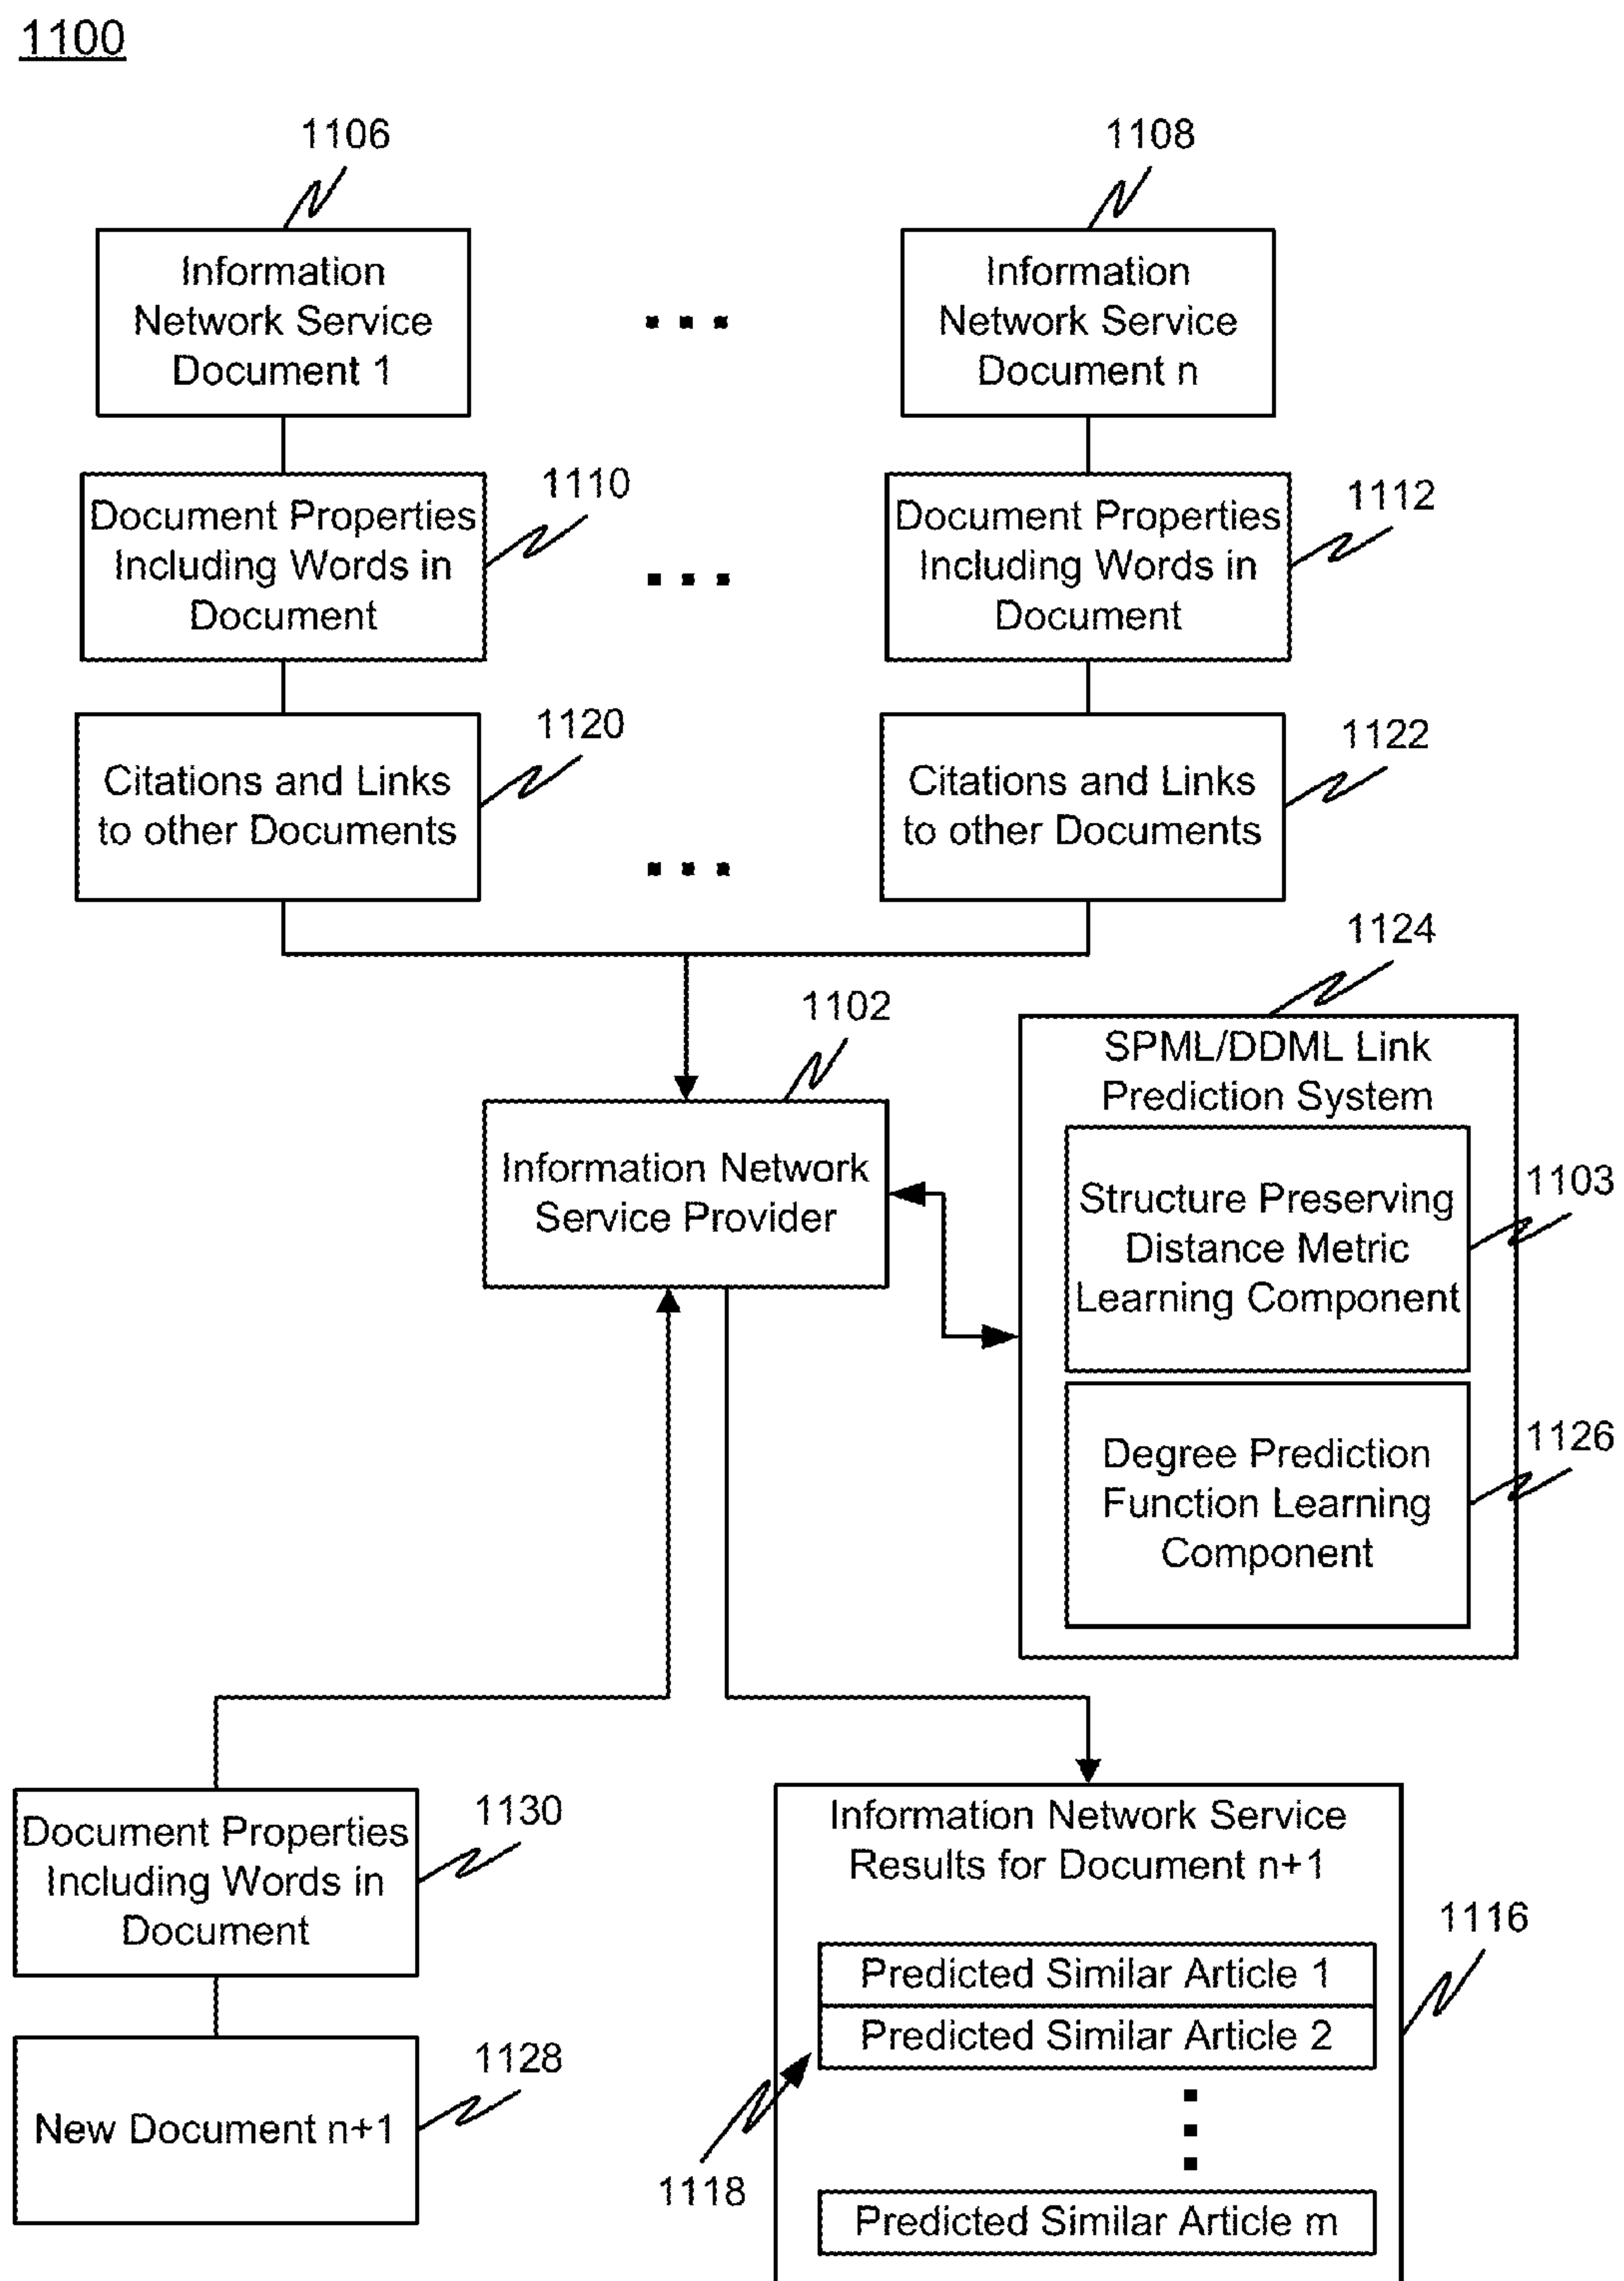 1100
1106
1108
Information
Network Service
Document 1
Information
Network Service
Document n
1110
1112
Document Properties
Including Words in
Document
Document Properties
Including Words in
Document
1120
1122
Citations and Links
to other Documents
Citations and Links
to other Documents
1124
1102
SPML/DDML Link
Prediction System
Information Network
Service Provider
1103
Structure Preserving
Distance Metric
Learning Component
1126
Degree Prediction
Function Learning
Component
1130
Document Properties
Including Words in
Document
Information Network Service
Results for Document n+1
1116
Predicted Similar Article 1
Predicted Similar Article 2
1128
New Document n+1
1118
Predicted Similar Article m